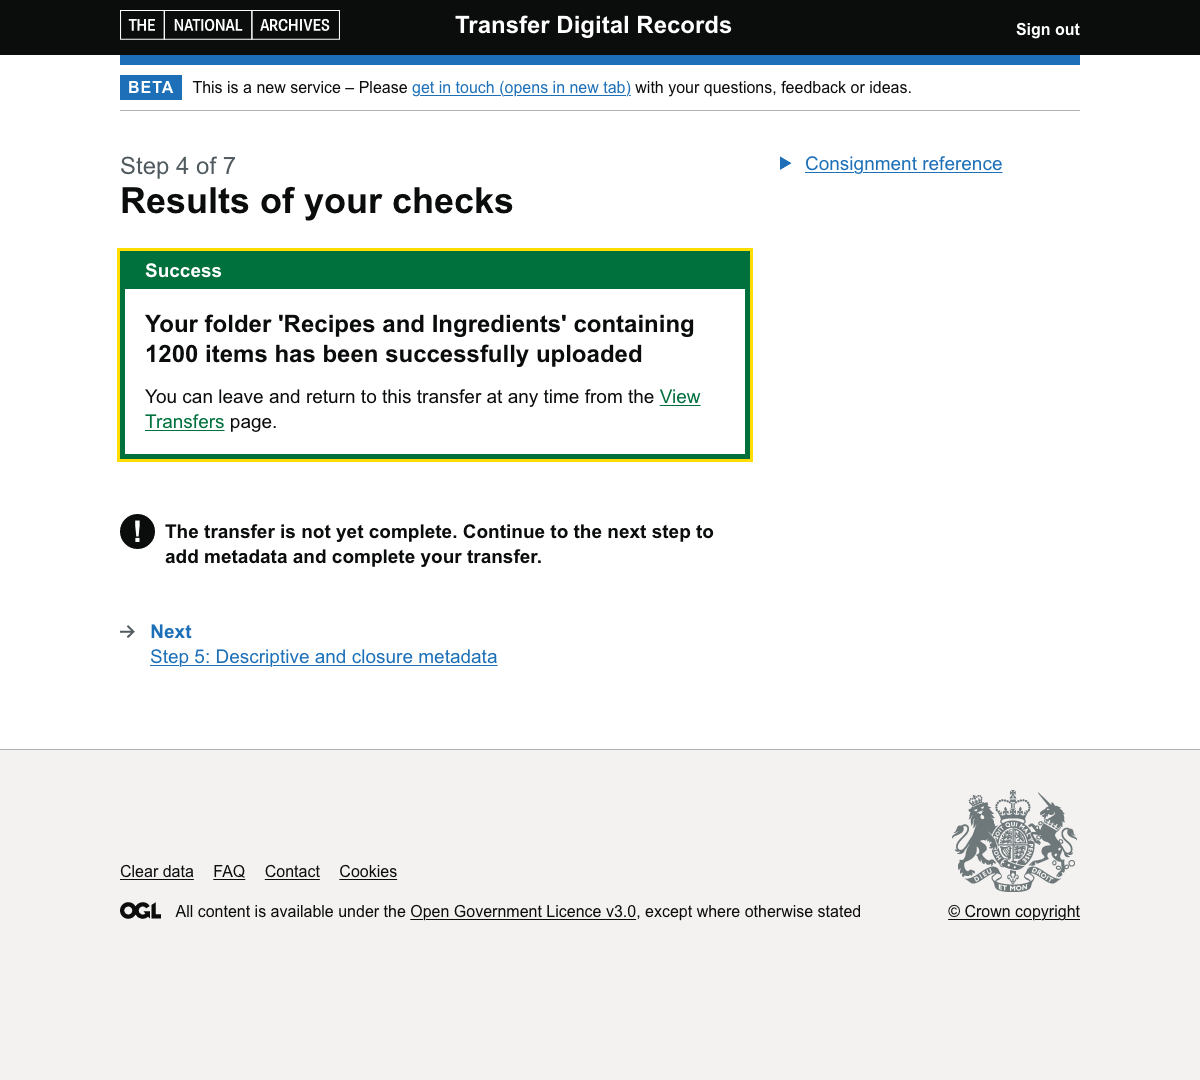 THE NATIONAL ARCHIVES
Transfer Digital Records
Sign out
BETA This is a new service – Please get in touch (opens in new tab) with your questions, feedback or ideas.
Step 4 of 7
Results of your checks
Consignment reference
Success
Your folder 'Recipes and Ingredients' containing
1200 items has been successfully uploaded
You can leave and return to this transfer at any time from the View
Transfers page.
! The transfer is not yet complete. Continue to the next step to
add metadata and complete your transfer.
Next
Step 5: Descriptive and closure metadata
Clear data FAQ Contact Cookies
OGL All content is available under the Open Government Licence v3.0, except where otherwise stated
DIEU ET MON DROIT
© Crown copyright